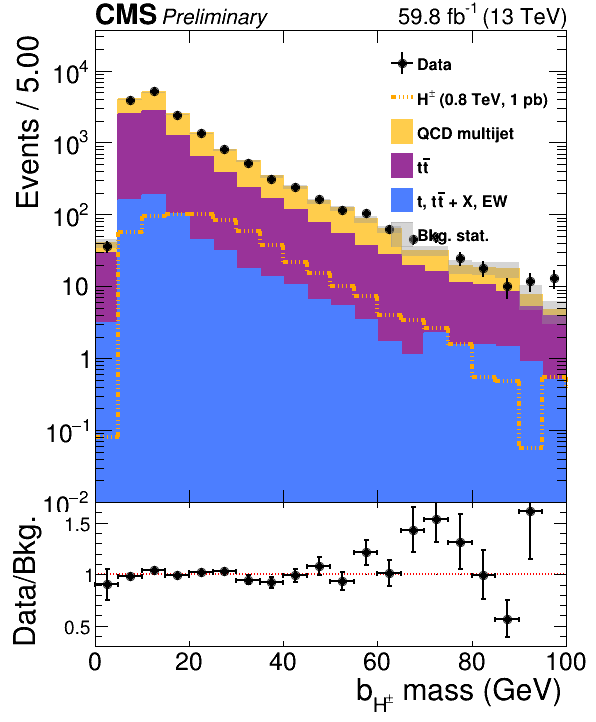 CMS Preliminary 59.8 fb⁻¹ (13 TeV)
Events / 5.00
10⁴
10³
10²
10
1
10⁻¹
10⁻²
Data
H± (0.8 TeV, 1 pb)
QCD multijet
tt̄
t, tt̄ + X, EW
Bkg. stat.
Data/Bkg.
1.5
1
0.5
0 20 40 60 80 100
b_H± mass (GeV)